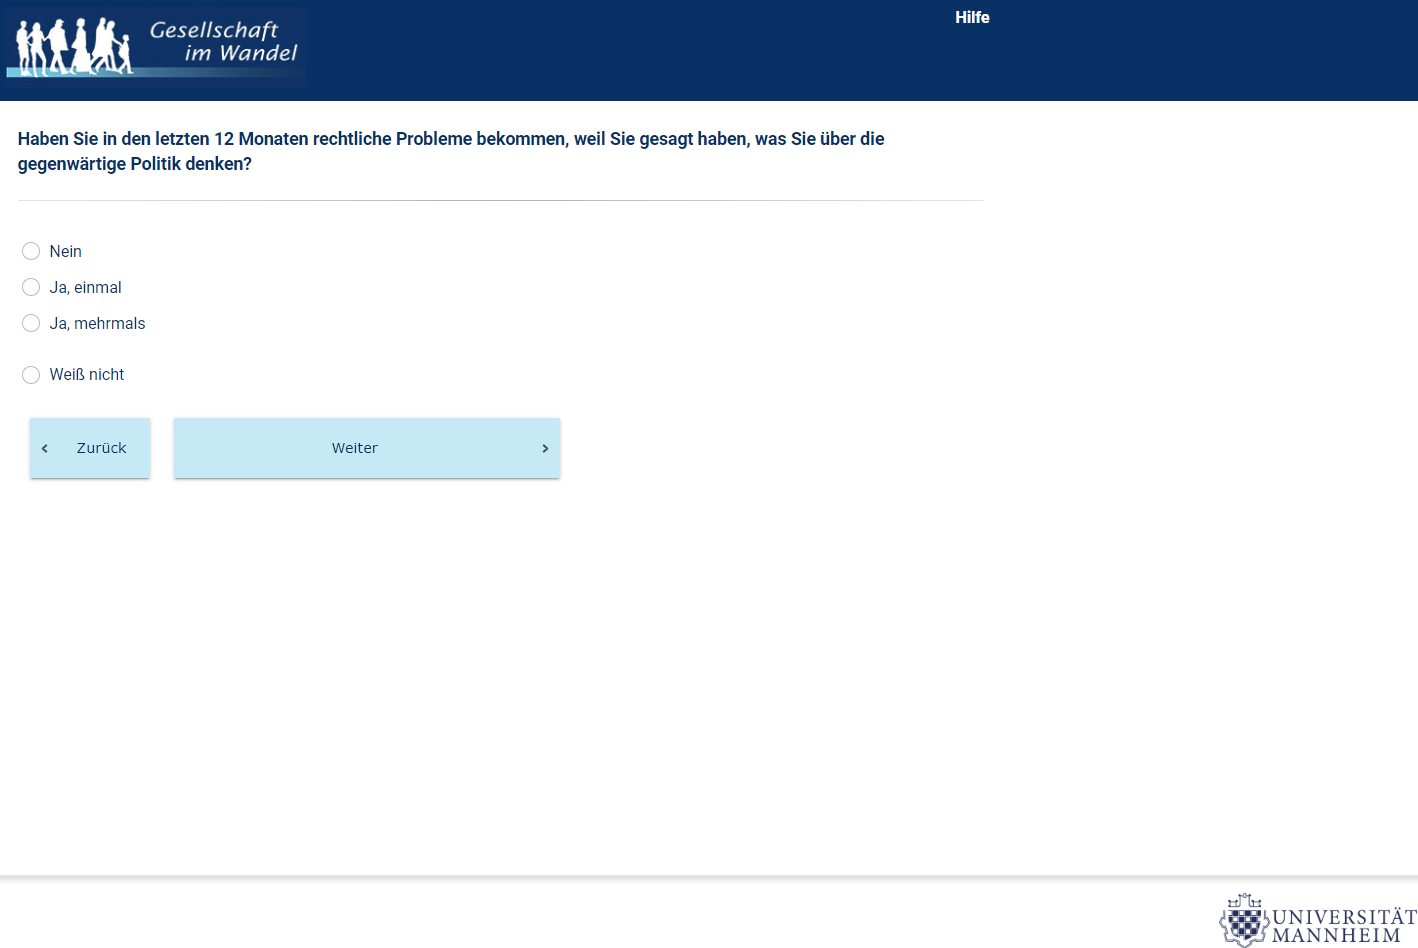 Gesellschaft
im Wandel
Hilfe
Haben Sie in den letzten 12 Monaten rechtliche Probleme bekommen, weil Sie gesagt haben, was Sie über die
gegenwärtige Politik denken?
Nein
Ja, einmal
Ja, mehrmals
Weiß nicht
Zurück
Weiter
UNIVERSITÄT
MANNHEIM